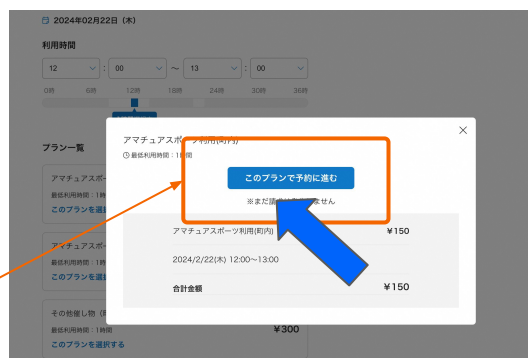 2024年02月22日（木）
利用時間
12 : 00 ～ 13 : 00
0時 6時 12時 18時 24時 30時 36時
プラン一覧
アマチュアスポー
最低利用時間：1時
このプランを選
アマチュアスポー
最低利用時間：1時
このプランを選
その他催し物（
最低利用時間：1時間
¥300
このプランを選択する
アマチュアスポーツ利用(町内)
最低利用時間：1時間
このプランで予約に進む
※まだ請 ません
アマチュアスポーツ利用(町内) ¥150
2024/2/22(木) 12:00〜13:00
合計金額 ¥150